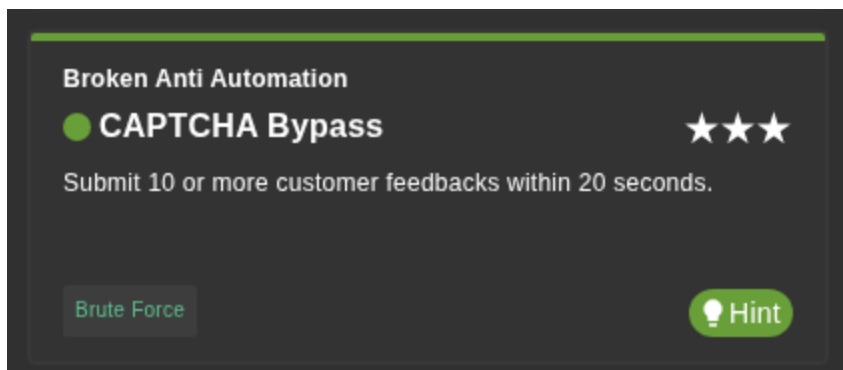 Broken Anti Automation
CAPTCHA Bypass
Submit 10 or more customer feedbacks within 20 seconds.
Brute Force
Hint